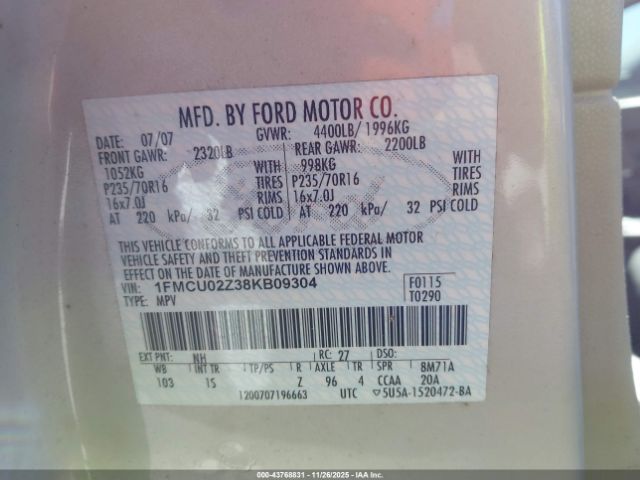 MFD. BY FORD MOTOR CO.
DATE: 07/07 GVWR: 4400LB/1996KG
FRONT GAWR: 2320LB REAR GAWR: 2200LB
1052KG WITH 998KG WITH
P235/70R16 TIRES P235/70R16 TIRES
16x7.0J RIMS 16x7.0J RIMS
AT 220 kPa/ 32 PSI COLD AT 220 kPa/ 32 PSI COLD
THIS VEHICLE CONFORMS TO ALL APPLICABLE FEDERAL MOTOR
VEHICLE SAFETY AND THEFT PREVENTION STANDARDS IN
EFFECT ON THE DATE OF MANUFACTURE SHOWN ABOVE.
VIN: 1FMCU02Z38KB09304 F0115
TYPE: MPV T0290
EXT PNT: NH RC: 27 DSO:
WB INT TR TP/PS R AXLE TR SPR 8M71A
103 IS Z 96 4 CCAA 20A
1200707196663 UTC ▽5U5A-1520472-BA
000-43768831 - 11/26/2025 - IAAI.com